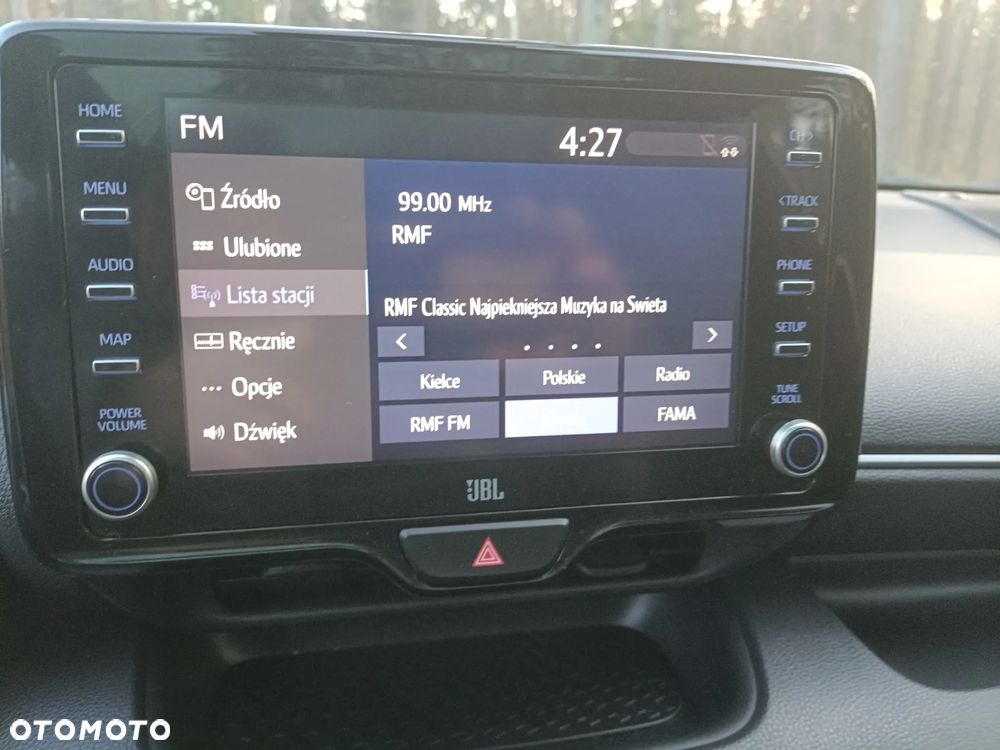 HOME
MENU
AUDIO
MAP
POWER
VOLUME
FM
4:27
Źródło
Ulubione
Lista stacji
Ręcznie
Opcje
Dźwięk
99.00 MHz
RMF
RMF Classic Najpiekniejsza Muzyka na Swieta
<
>
Kielce
Polskie
Radio
RMF FM
FAMA
CH>
<TRACK
PHONE
SETUP
TUNE
SCROLL
JBL
OTOMOTO